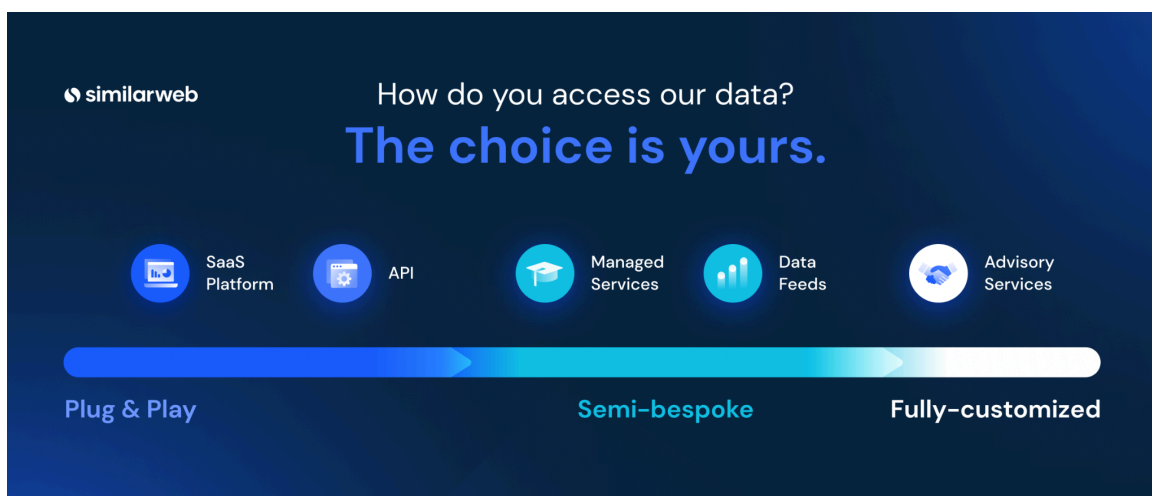 similarweb
How do you access our data?
The choice is yours.
SaaS
Platform
API
Managed
Services
Data
Feeds
Advisory
Services
Plug & Play
Semi-bespoke
Fully-customized